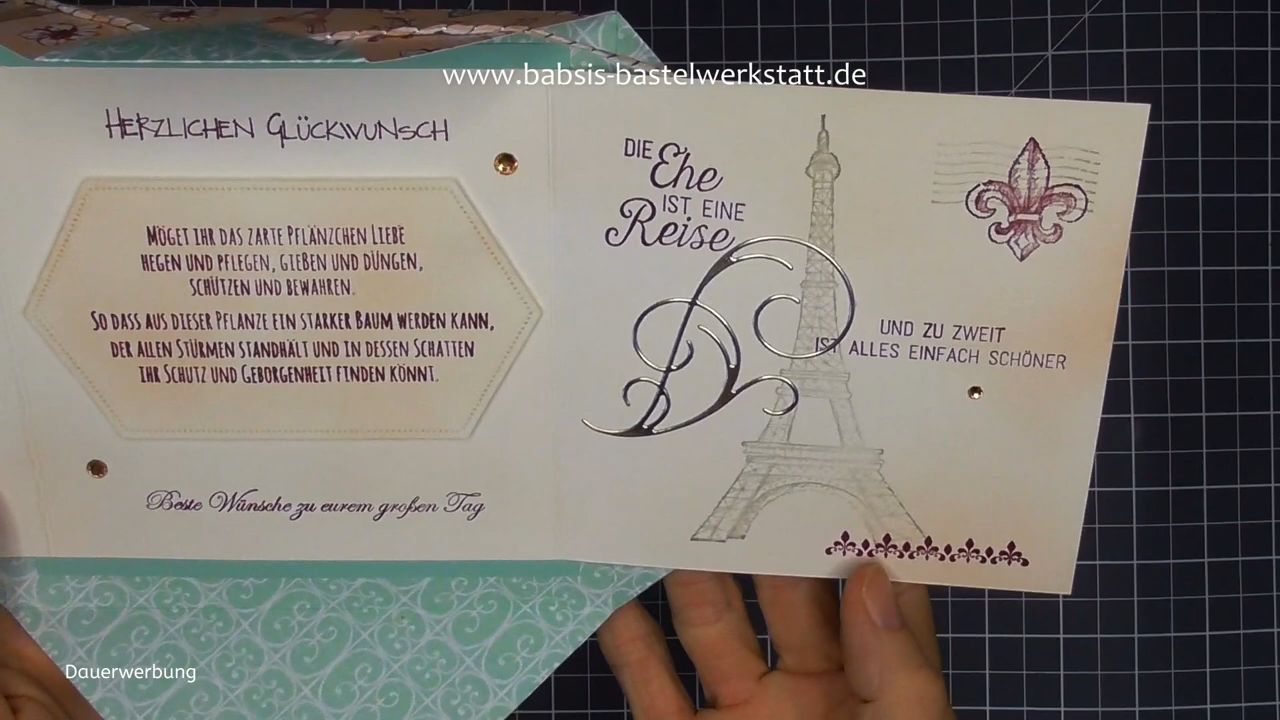 www.babsis-bastelwerkstatt.de
Herzlichen Glückwunsch
Möget ihr das zarte Pflänzchen Liebe
hegen und pflegen, gießen und düngen,
schützen und bewahren.
So dass aus dieser Pflanze ein starker Baum werden kann,
der allen Stürmen standhält und in dessen Schatten
ihr Schutz und Geborgenheit finden könnt.
Beste Wünsche zu eurem großen Tag
DIE Ehe
IST EINE
Reise
UND ZU ZWEIT
IST ALLES EINFACH SCHÖNER
Dauerwerbung